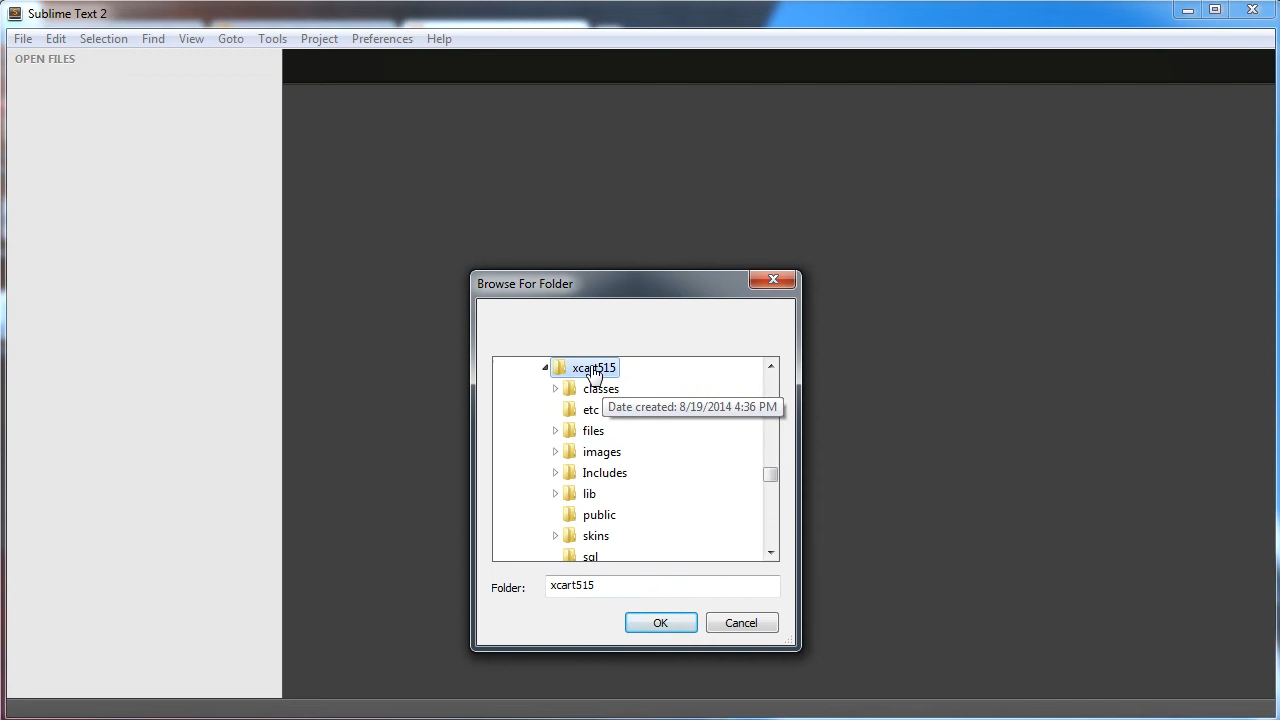 Sublime Text 2
File Edit Selection Find View Goto Tools Project Preferences Help
OPEN FILES
Browse For Folder
xcart515
classes
etc
Date created: 8/19/2014 4:36 PM
files
images
Includes
lib
public
skins
sql
Folder: xcart515
OK Cancel